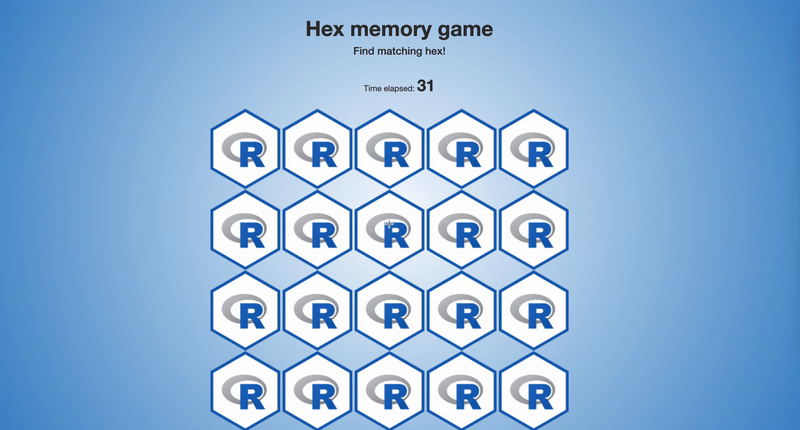 Hex memory game
Find matching hex!
Time elapsed: 31
R R R R R
R R R R R
R R R R R
R R R R R